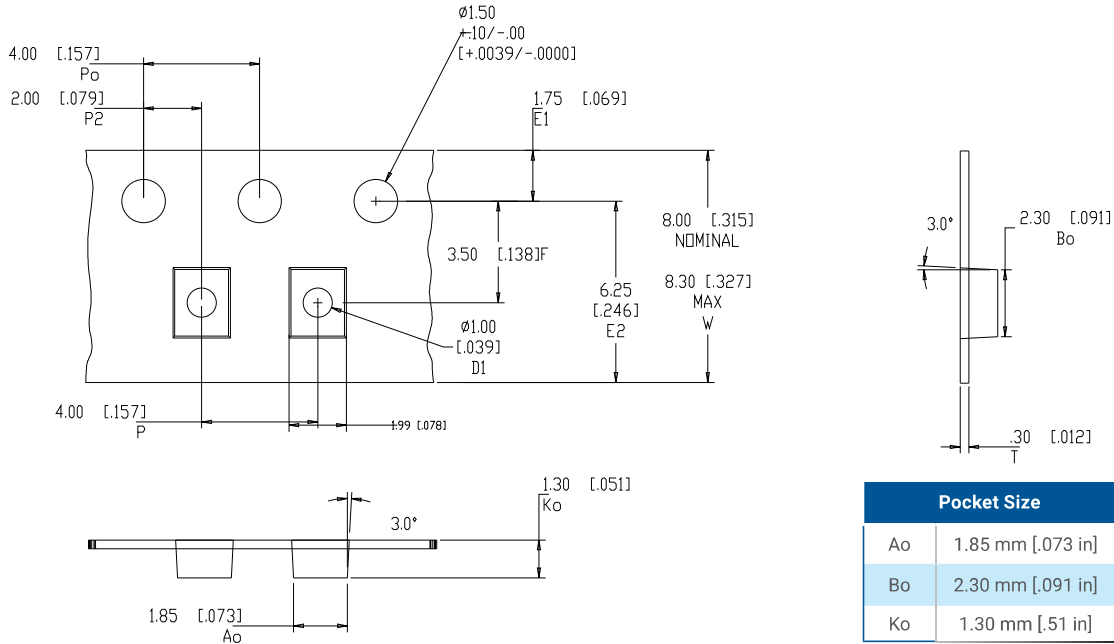 ø1.50
+.10/-.00
[+.0039/-.0000]
4.00 [.157]
Po
2.00 [.079]
P2
1.75 [.069]
E1
8.00 [.315]
NOMINAL
8.30 [.327]
MAX
W
3.50 [.138]F
6.25
[.246]
E2
ø1.00
[.039]
D1
4.00 [.157]
P
1.99 [.078]
3.0°
2.30 [.091]
Bo
.30 [.012]
T
1.30 [.051]
Ko
3.0°
1.85 [.073]
Ao
Pocket Size
Ao 1.85 mm [.073 in]
Bo 2.30 mm [.091 in]
Ko 1.30 mm [.51 in]